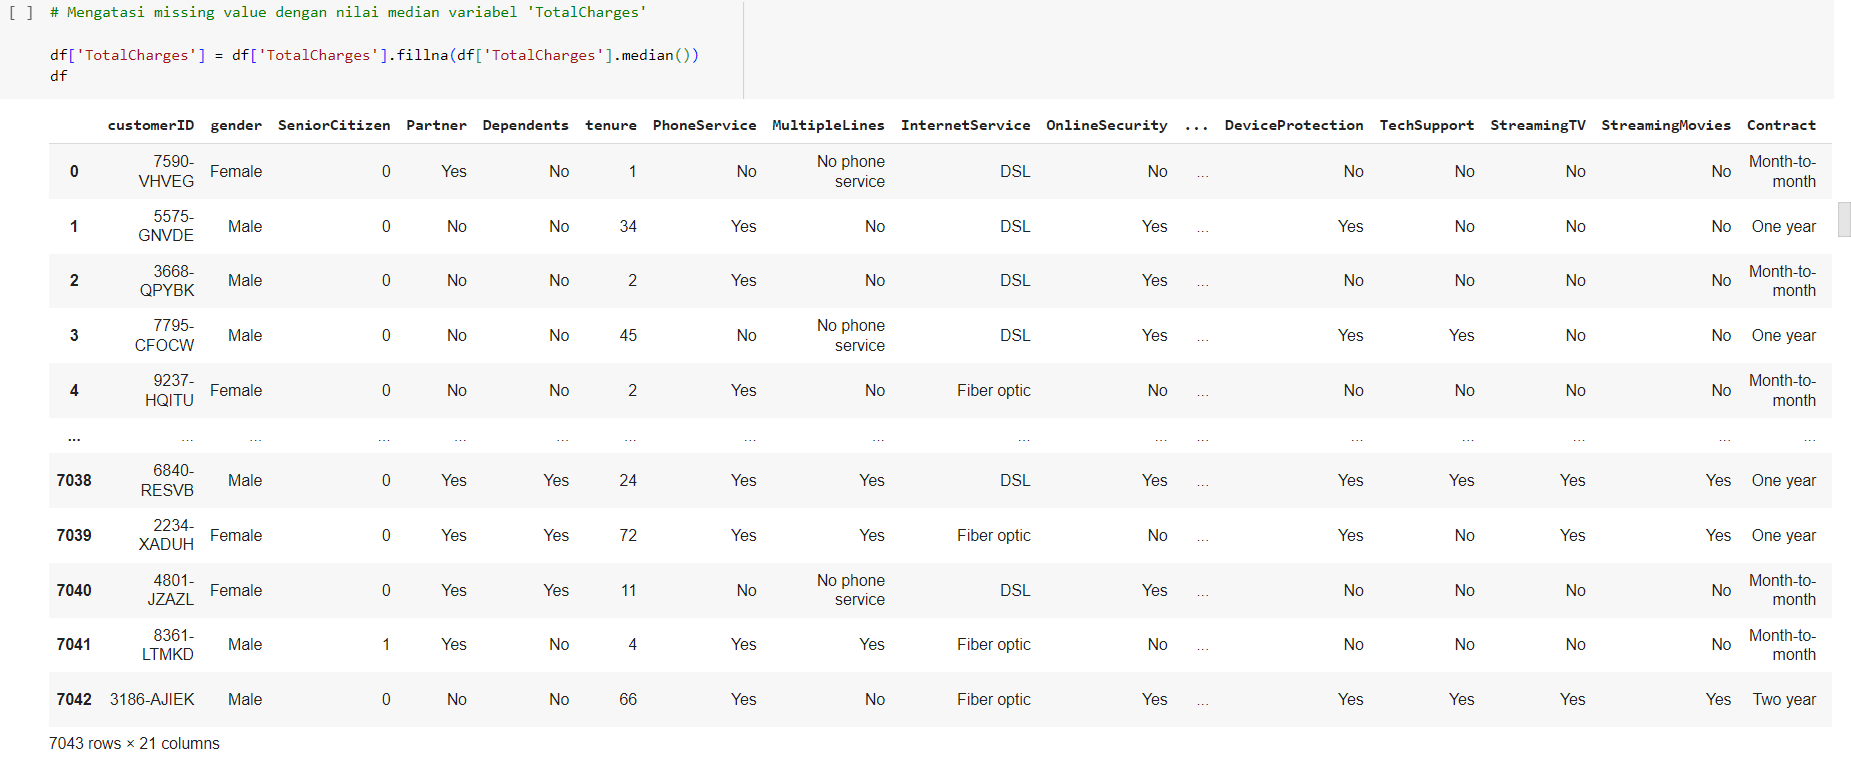 [ ] # Mengatasi missing value dengan nilai median variabel 'TotalCharges'
df['TotalCharges'] = df['TotalCharges'].fillna(df['TotalCharges'].median())
df
customerID gender SeniorCitizen Partner Dependents tenure PhoneService MultipleLines InternetService OnlineSecurity ... DeviceProtection TechSupport StreamingTV StreamingMovies Contract
0 7590-VHVEG Female 0 Yes No 1 No No phone service DSL No ... No No No No Month-to-month
1 5575-GNVDE Male 0 No No 34 Yes No DSL Yes ... Yes No No No One year
2 3668-QPYBK Male 0 No No 2 Yes No DSL Yes ... No No No No Month-to-month
3 7795-CFOCW Male 0 No No 45 No No phone service DSL Yes ... Yes Yes No No One year
4 9237-HQITU Female 0 No No 2 Yes No Fiber optic No ... No No No No Month-to-month
... ... ... ... ... ... ... ... ... ... ... ... ... ... ... ... ...
7038 6840-RESVB Male 0 Yes Yes 24 Yes Yes DSL Yes ... Yes Yes Yes Yes One year
7039 2234-XADUH Female 0 Yes Yes 72 Yes Yes Fiber optic No ... Yes No Yes Yes One year
7040 4801-JZAZL Female 0 Yes Yes 11 No No phone service DSL Yes ... No No No No Month-to-month
7041 8361-LTMKD Male 1 Yes No 4 Yes Yes Fiber optic No ... No No No No Month-to-month
7042 3186-AJIEK Male 0 No No 66 Yes No Fiber optic Yes ... Yes Yes Yes Yes Two year
7043 rows × 21 columns